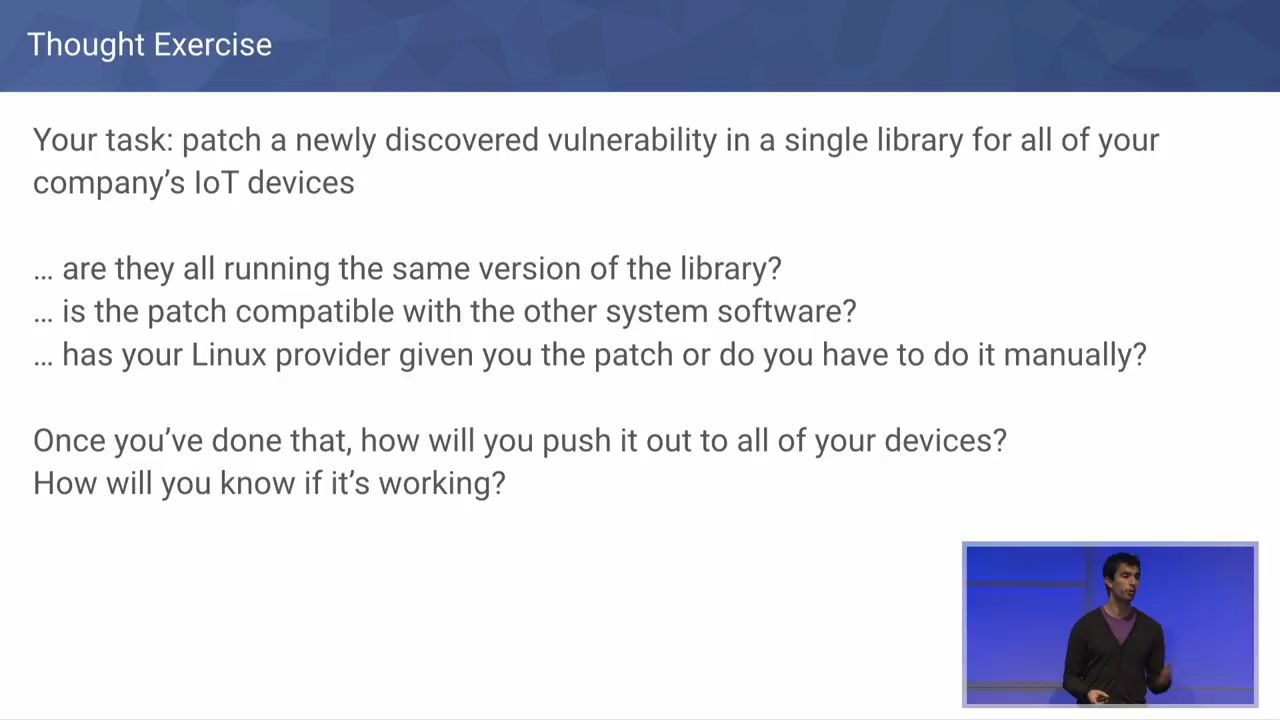 Thought Exercise
Your task: patch a newly discovered vulnerability in a single library for all of your
company’s IoT devices
… are they all running the same version of the library?
… is the patch compatible with the other system software?
… has your Linux provider given you the patch or do you have to do it manually?
Once you’ve done that, how will you push it out to all of your devices?
How will you know if it’s working?